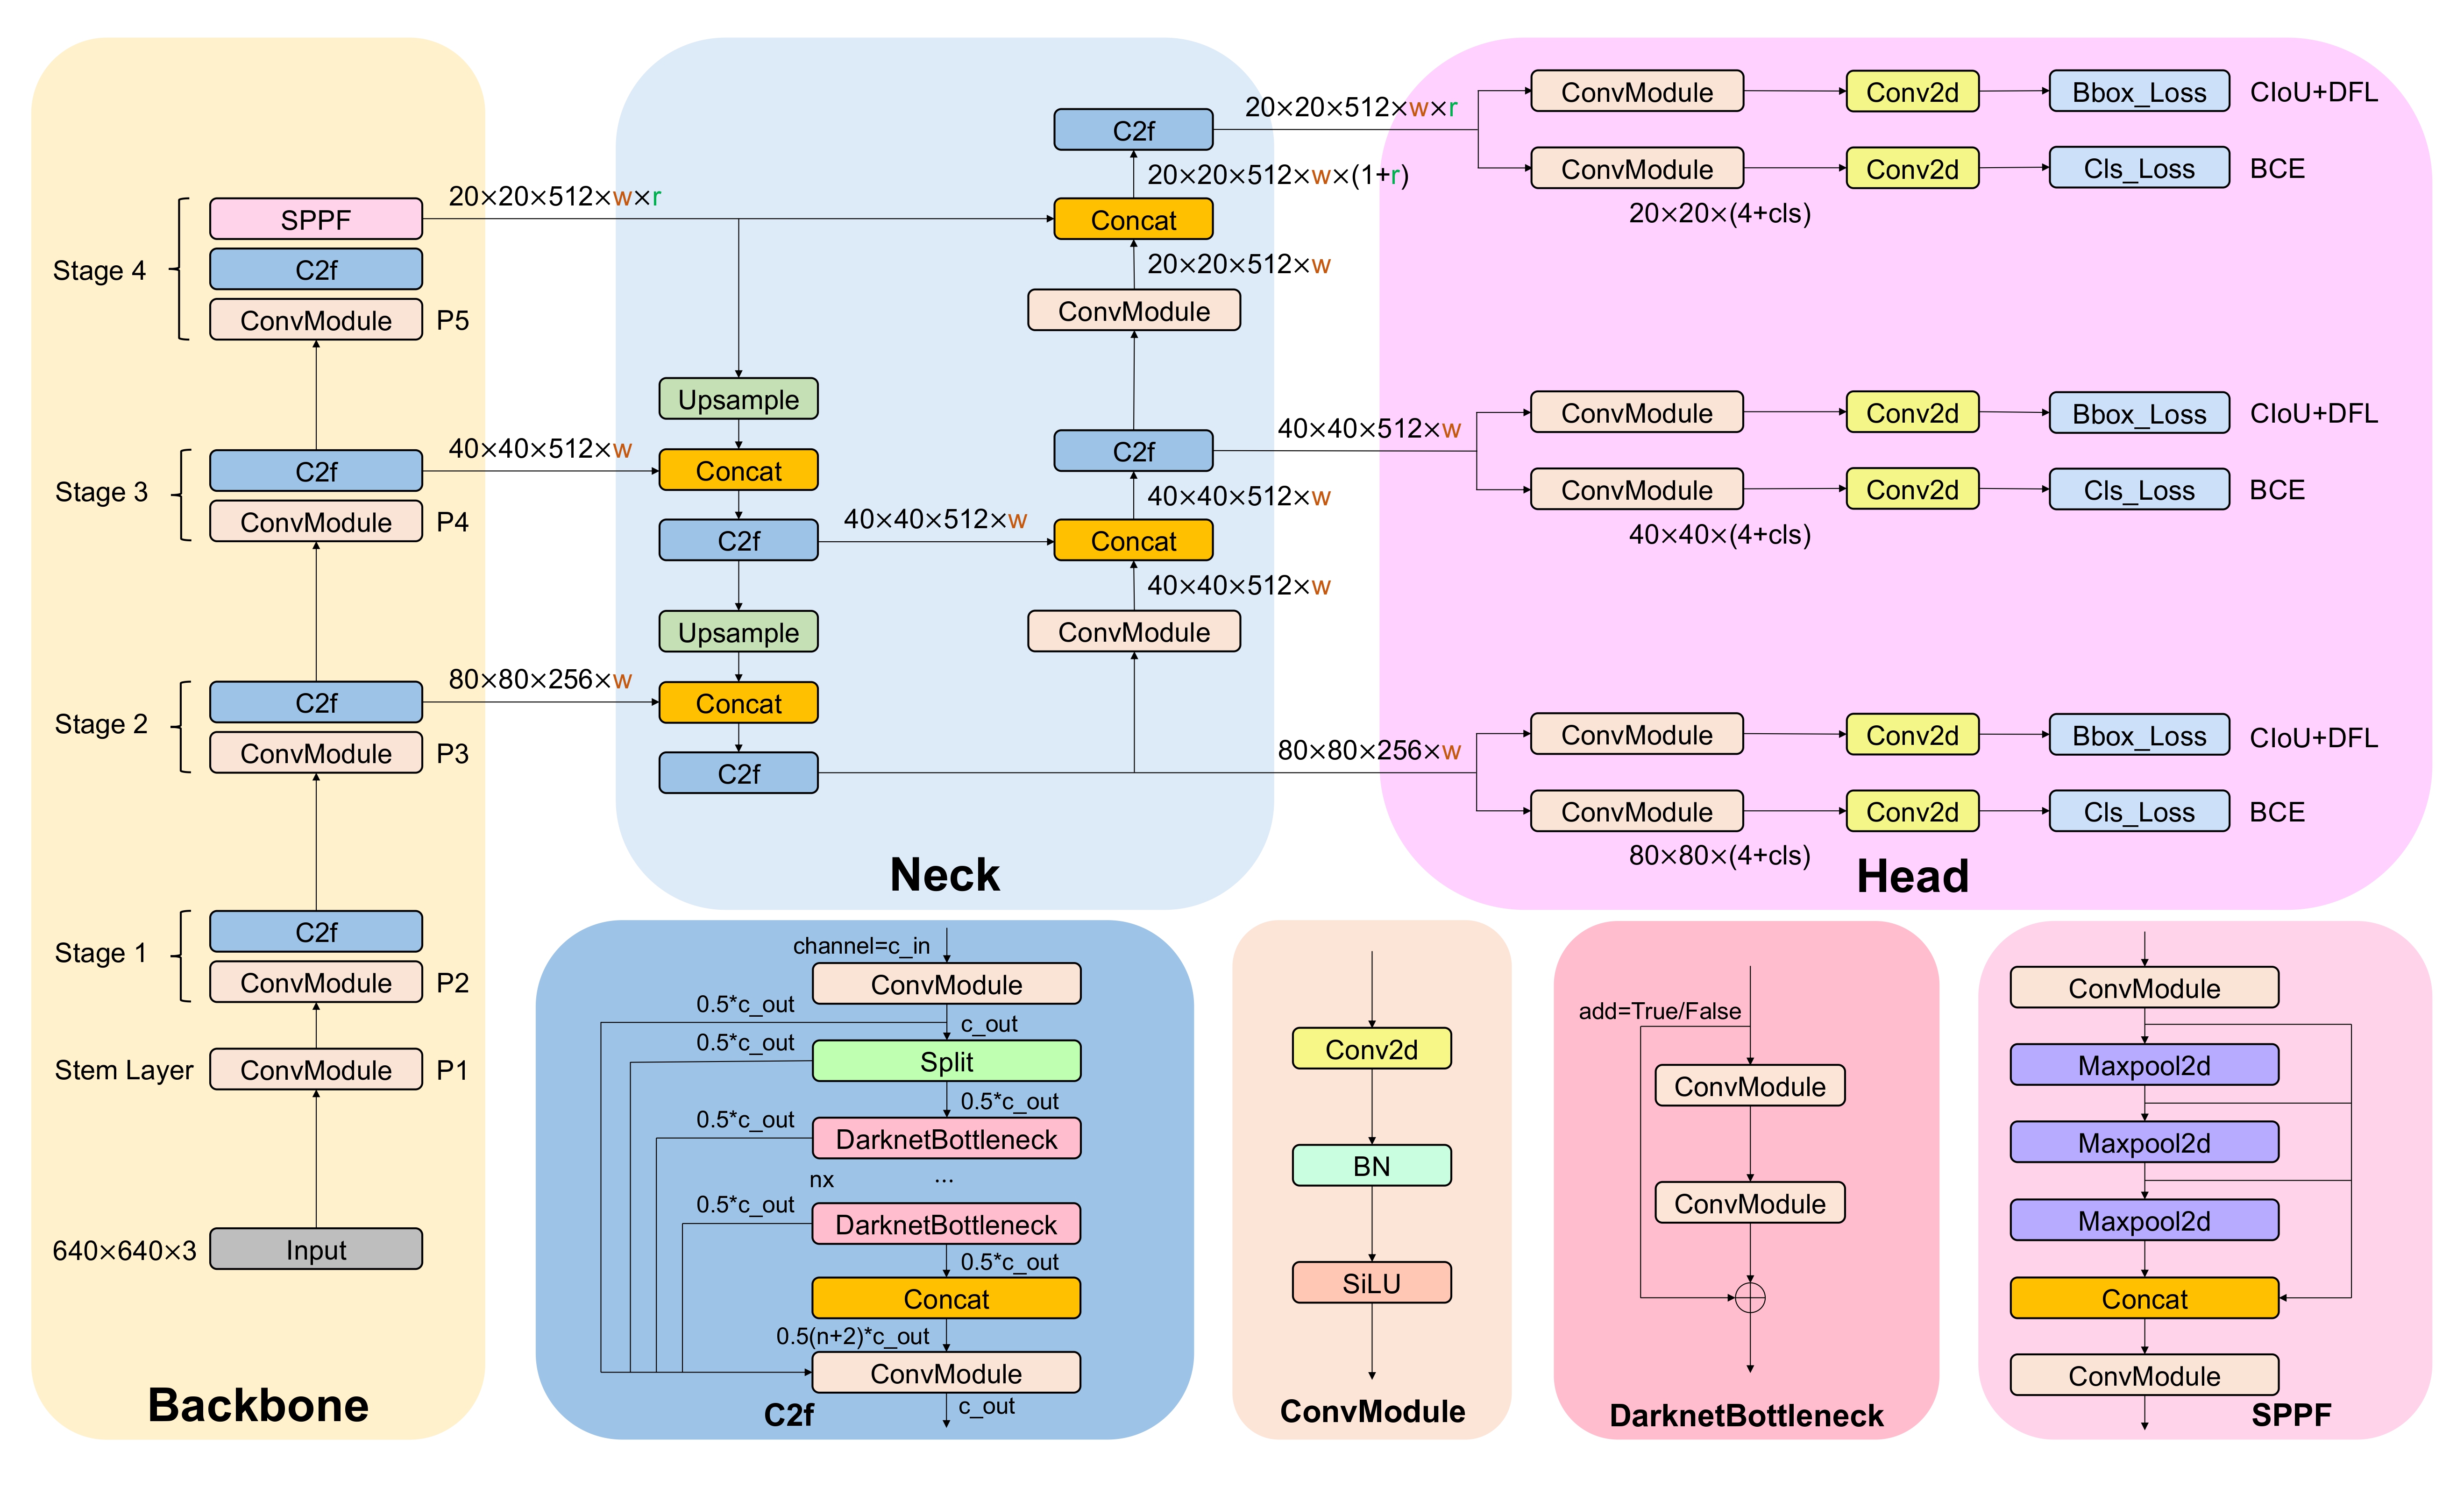 SPPF
Stage 4
C2f
ConvModule P5
C2f
Stage 3
ConvModule P4
C2f
Stage 2
ConvModule P3
C2f
Stage 1
ConvModule P2
Stem Layer ConvModule P1
640×640×3 Input
Backbone
20×20×512×w×r
40×40×512×w
80×80×256×w
Upsample
Concat
C2f
40×40×512×w
Upsample
Concat
C2f
C2f
20×20×512×w×(1+r)
Concat
20×20×512×w
ConvModule
C2f
40×40×512×w
Concat
40×40×512×w
ConvModule
Neck
20×20×512×w×r
40×40×512×w
80×80×256×w
ConvModule Conv2d Bbox_Loss CIoU+DFL
ConvModule Conv2d Cls_Loss BCE
20×20×(4+cls)
ConvModule Conv2d Bbox_Loss CIoU+DFL
ConvModule Conv2d Cls_Loss BCE
40×40×(4+cls)
ConvModule Conv2d Bbox_Loss CIoU+DFL
ConvModule Conv2d Cls_Loss BCE
80×80×(4+cls)
Head
channel=c_in
ConvModule
0.5*c_out
c_out
0.5*c_out
Split
0.5*c_out
0.5*c_out
DarknetBottleneck
nx ...
0.5*c_out
DarknetBottleneck
0.5*c_out
Concat
0.5(n+2)*c_out
ConvModule
c_out
C2f
Conv2d
BN
SiLU
ConvModule
add=True/False
ConvModule
ConvModule
DarknetBottleneck
ConvModule
Maxpool2d
Maxpool2d
Maxpool2d
Concat
ConvModule
SPPF